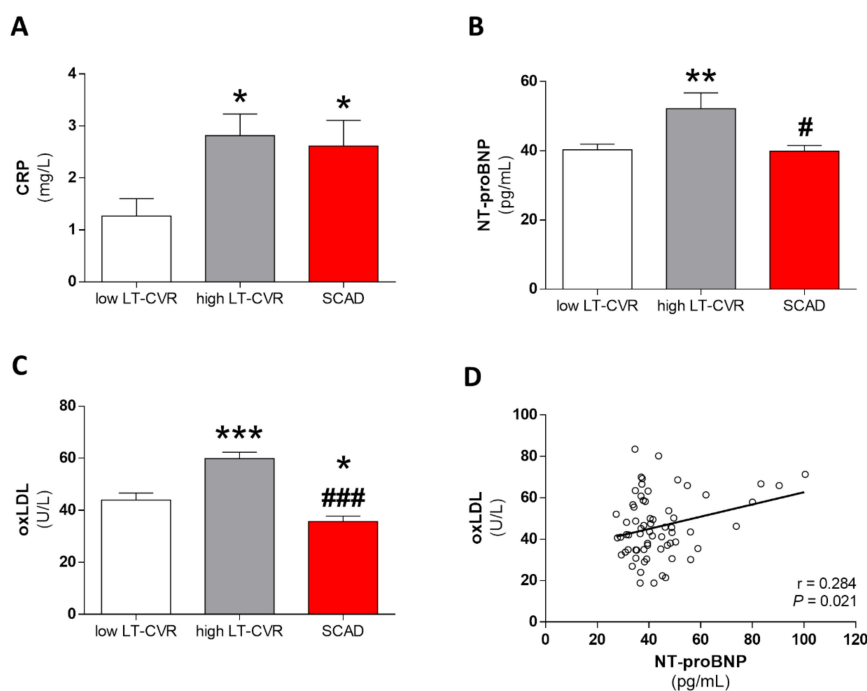 A
CRP
(mg/L)
4
3
2
1
0
*
*
low LT-CVR
high LT-CVR
SCAD
B
NT-proBNP
(pg/mL)
60
40
20
0
**
#
low LT-CVR
high LT-CVR
SCAD
C
oxLDL
(U/L)
80
60
40
20
0
***
*
###
low LT-CVR
high LT-CVR
SCAD
D
oxLDL
(U/L)
100
80
60
40
20
0
r = 0.284
P = 0.021
0 20 40 60 80 100 120
NT-proBNP
(pg/mL)